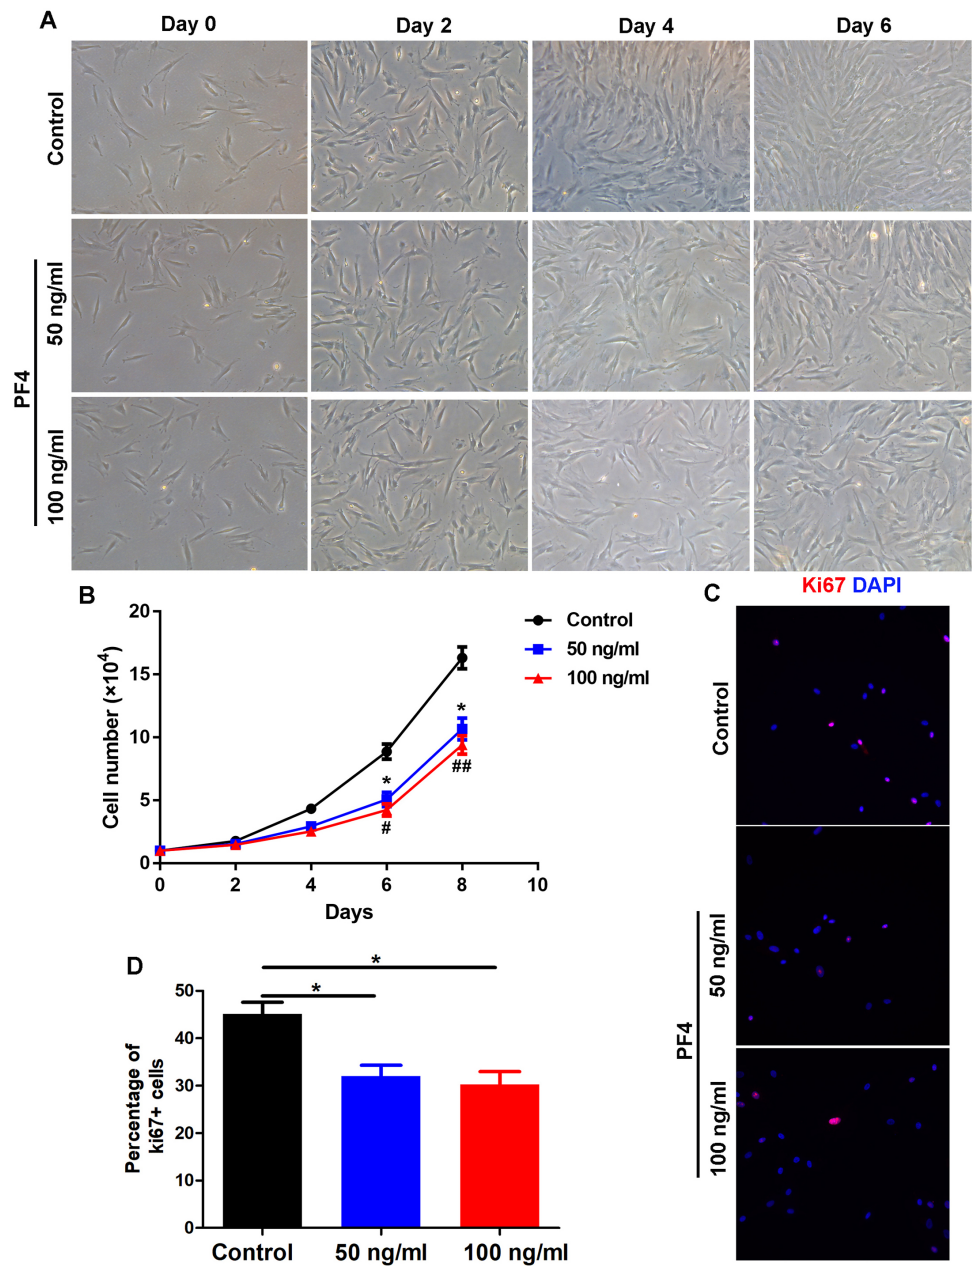 A
Day 0 Day 2 Day 4 Day 6
Control
PF4
50 ng/ml
100 ng/ml
B
Cell number (×10⁴)
20
15
10
5
0
0 2 4 6 8 10
Days
Control
50 ng/ml
100 ng/ml
*
#
*
##
C
Ki67 DAPI
Control
PF4
50 ng/ml
100 ng/ml
D
Percentage of
ki67+ cells
50
40
30
20
10
0
*
*
Control 50 ng/ml 100 ng/ml